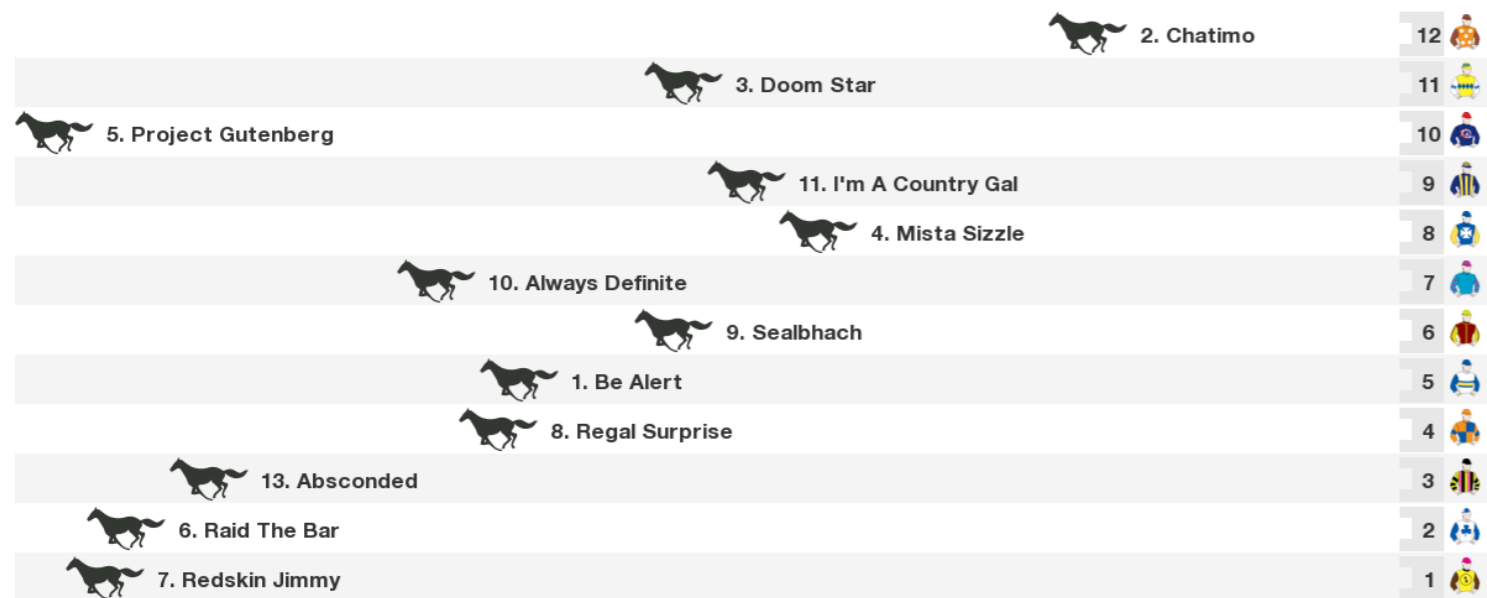 2. Chatimo 12
3. Doom Star 11
5. Project Gutenberg 10
11. I'm A Country Gal 9
4. Mista Sizzle 8
10. Always Definite 7
9. Sealbhach 6
1. Be Alert 5
8. Regal Surprise 4
13. Absconded 3
6. Raid The Bar 2
7. Redskin Jimmy 1